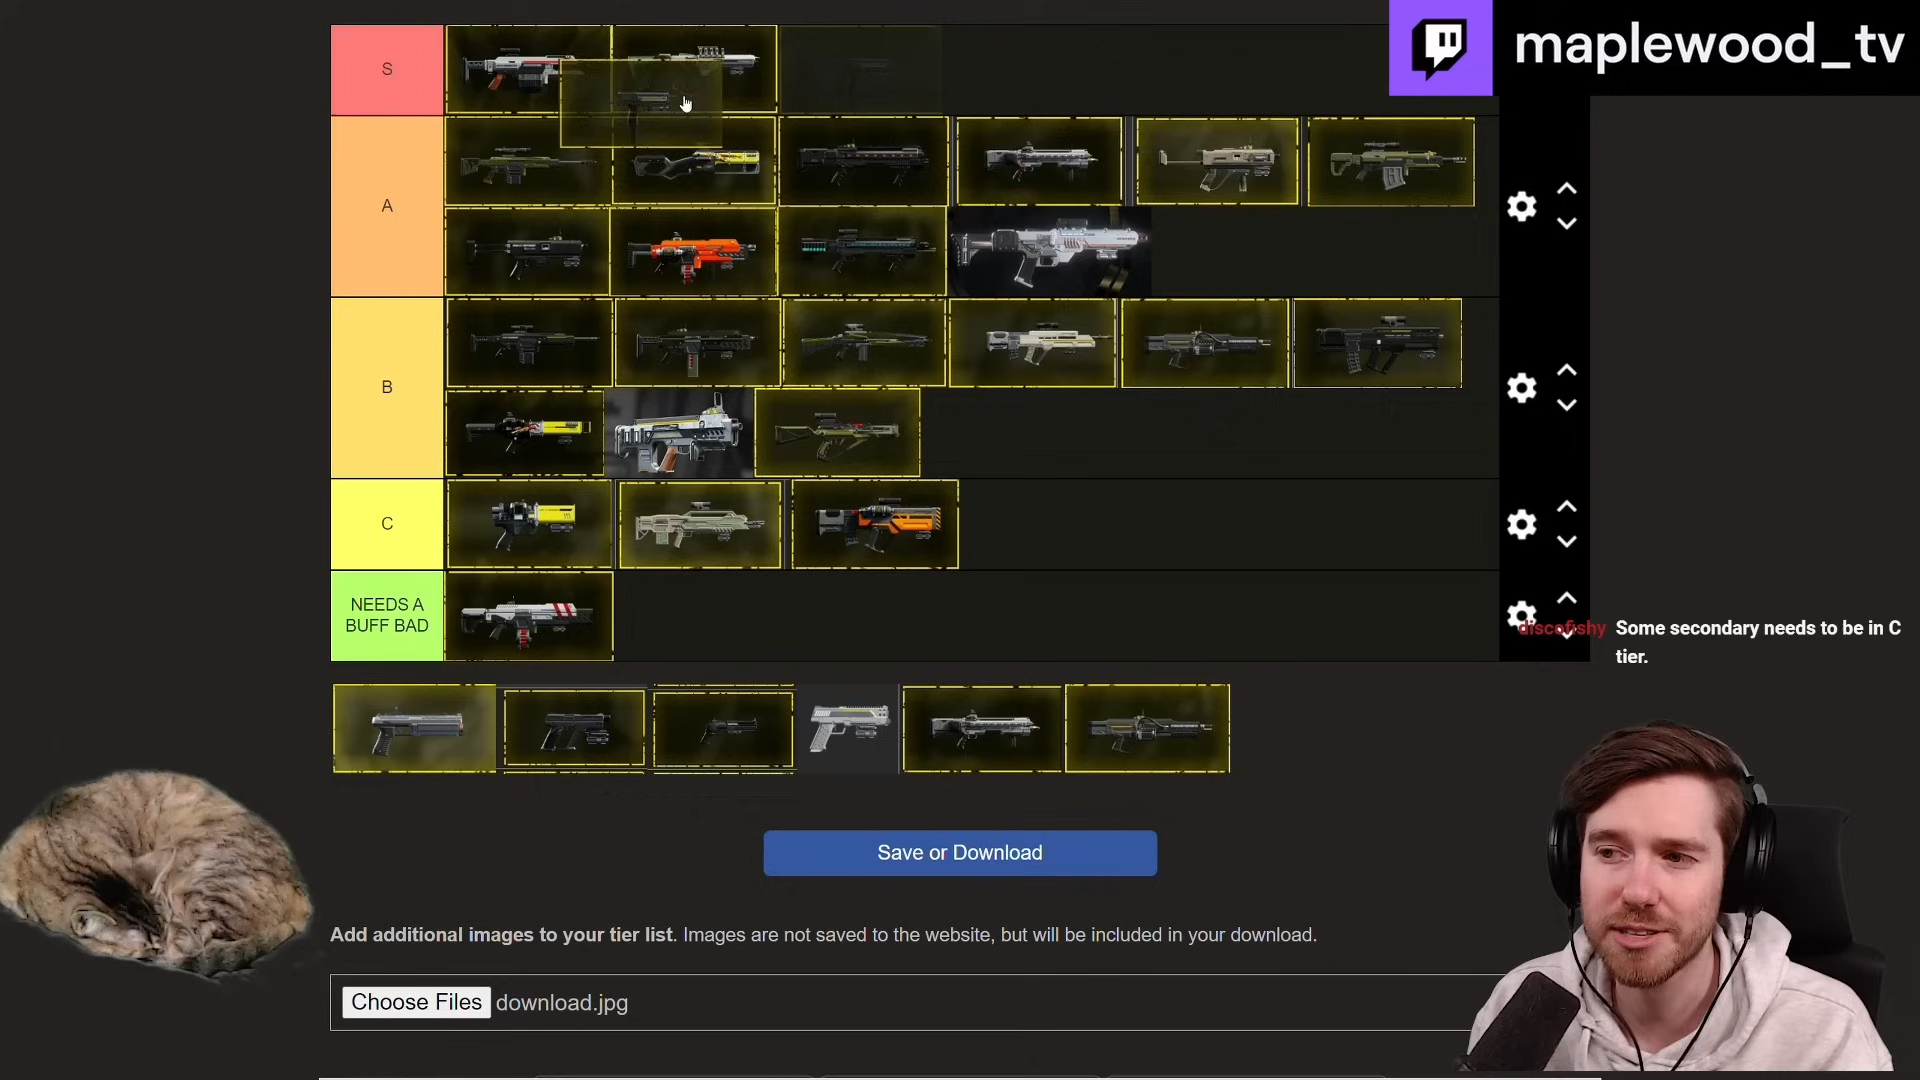 maplewood_tv
S
A
B
C
NEEDS A
BUFF BAD
discofishy Some secondary needs to be in C
tier.
Save or Download
Add additional images to your tier list. Images are not saved to the website, but will be included in your download.
Choose Files download.jpg